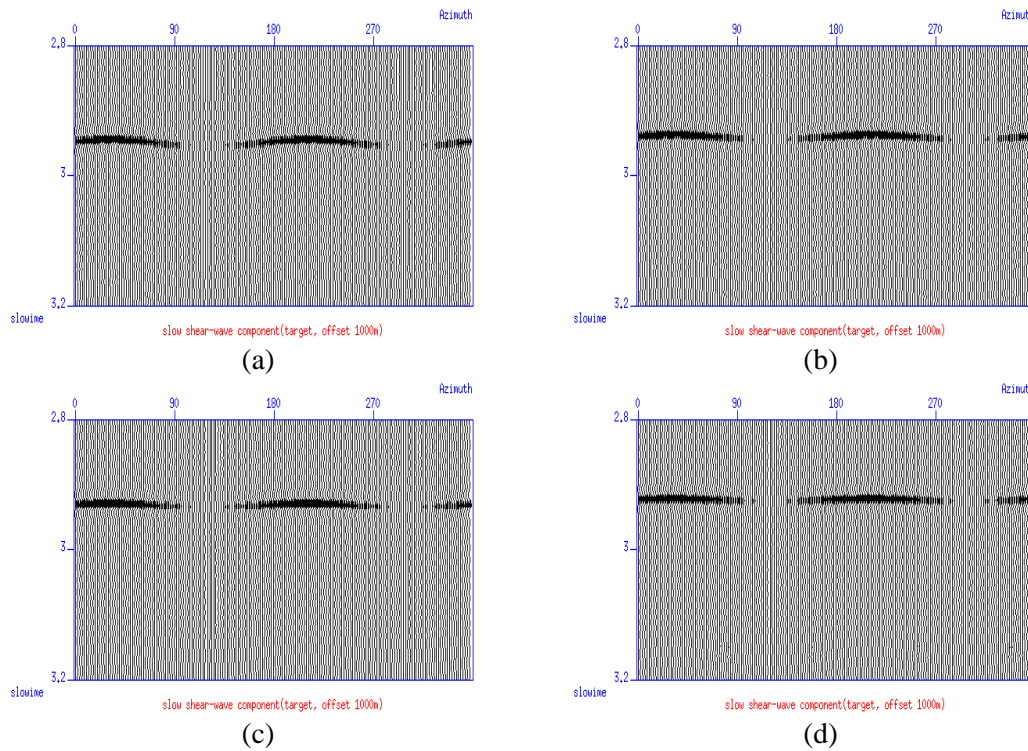 Azimuth
0 90 180 270
2.8
3
3.2
slowime
slow shear-wave component(target, offset 1000m)
(a)
Azimut
0 90 180 270
2.8
3
3.2
slowime
slow shear-wave component(target, offset 1000m)
(b)
Azimuth
0 90 180 270
2.8
3
3.2
slowime
slow shear-wave component(target, offset 1000m)
(c)
Azimut
0 90 180 270
2.8
3
3.2
slowime
slow shear-wave component(target, offset 1000m)
(d)